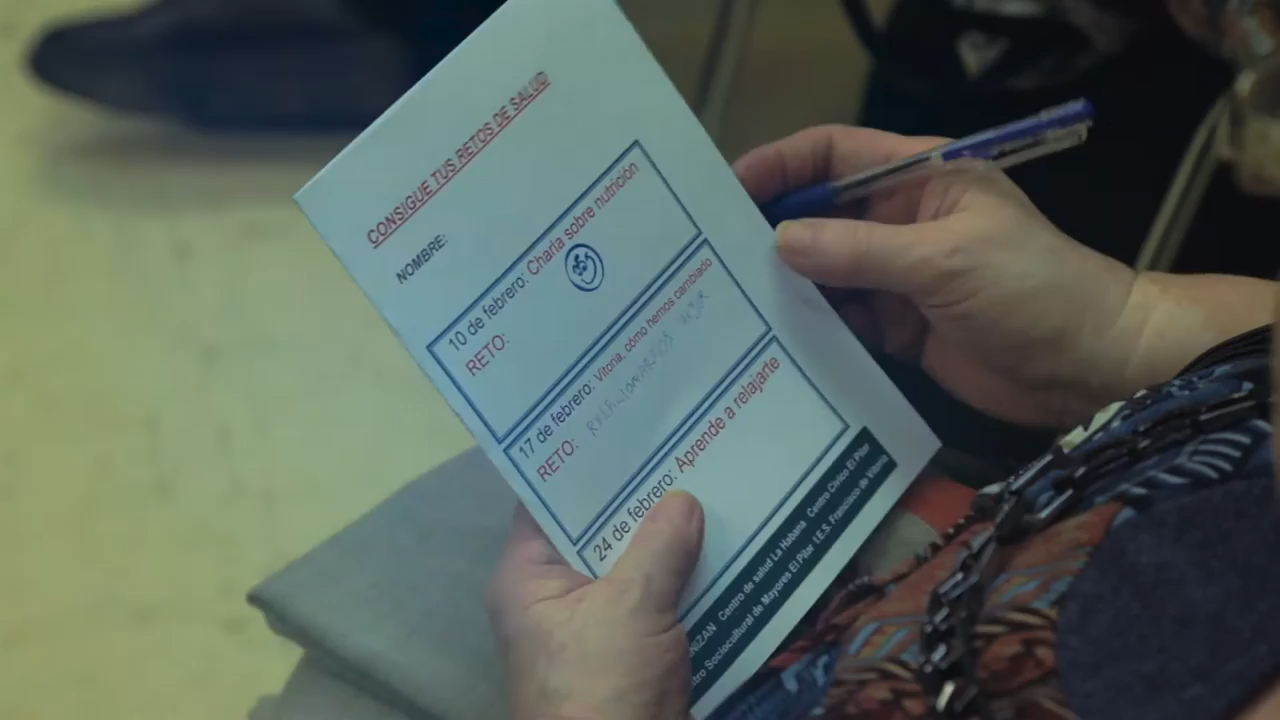 CONSIGUE TUS RETOS DE SALUD
NOMBRE:
10 de febrero: Charla sobre nutrición
RETO:
17 de febrero: Vitoria, cómo hemos cambiado
RETO: RELACIONARNOS MEJOR
24 de febrero: Aprende a relajarte
Centro de salud La Habana Centro Cívico El Pilar
Sociocultural de Mayores El Pilar I.E.S. Francisco de Vitoria